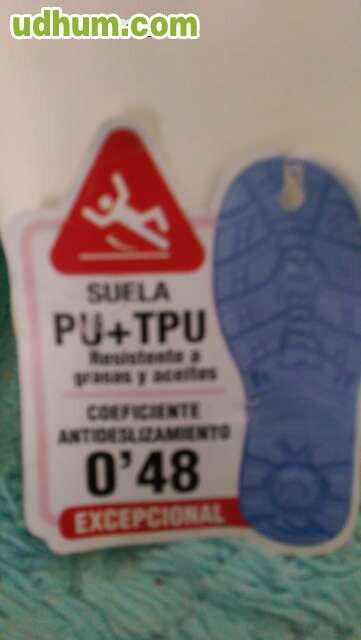 udhum.com
SUELA
PU+TPU
Resistente a
grasas y aceites
COEFICIENTE
ANTIDESLIZAMIENTO
0'48
EXCEPCIONAL